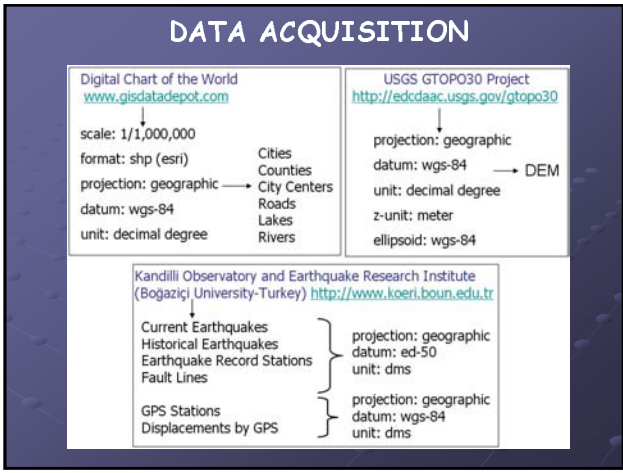 DATA ACQUISITION
Digital Chart of the World
www.gisdatadepot.com
scale: 1/1,000,000
format: shp (esri)
projection: geographic
datum: wgs-84
unit: decimal degree
Cities
Counties
City Centers
Roads
Lakes
Rivers
USGS GTOPO30 Project
http://edcdaac.usgs.gov/gtopo30
projection: geographic
datum: wgs-84
unit: decimal degree
z-unit: meter
ellipsoid: wgs-84
DEM
Kandilli Observatory and Earthquake Research Institute
(Boğaziçi University-Turkey) http://www.koeri.boun.edu.tr
Current Earthquakes
Historical Earthquakes
Earthquake Record Stations
Fault Lines
projection: geographic
datum: ed-50
unit: dms
GPS Stations
Displacements by GPS
projection: geographic
datum: wgs-84
unit: dms